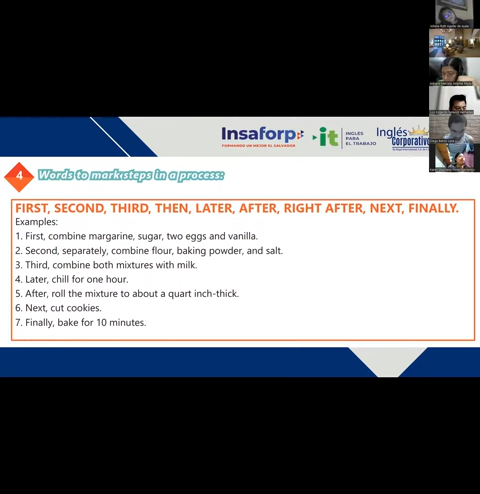 Insaforp
FORMANDO UN MEJOR EL SALVADOR
it
INGLÉS
PARA
EL TRABAJO
Inglés
Corporativo
4
Words to mark steps in a process:
FIRST, SECOND, THIRD, THEN, LATER, AFTER, RIGHT AFTER, NEXT, FINALLY.
Examples:
1. First, combine margarine, sugar, two eggs and vanilla.
2. Second, separately, combine flour, baking powder, and salt.
3. Third, combine both mixtures with milk.
4. Later, chill for one hour.
5. After, roll the mixture to about a quart inch-thick.
6. Next, cut cookies.
7. Finally, bake for 10 minutes.